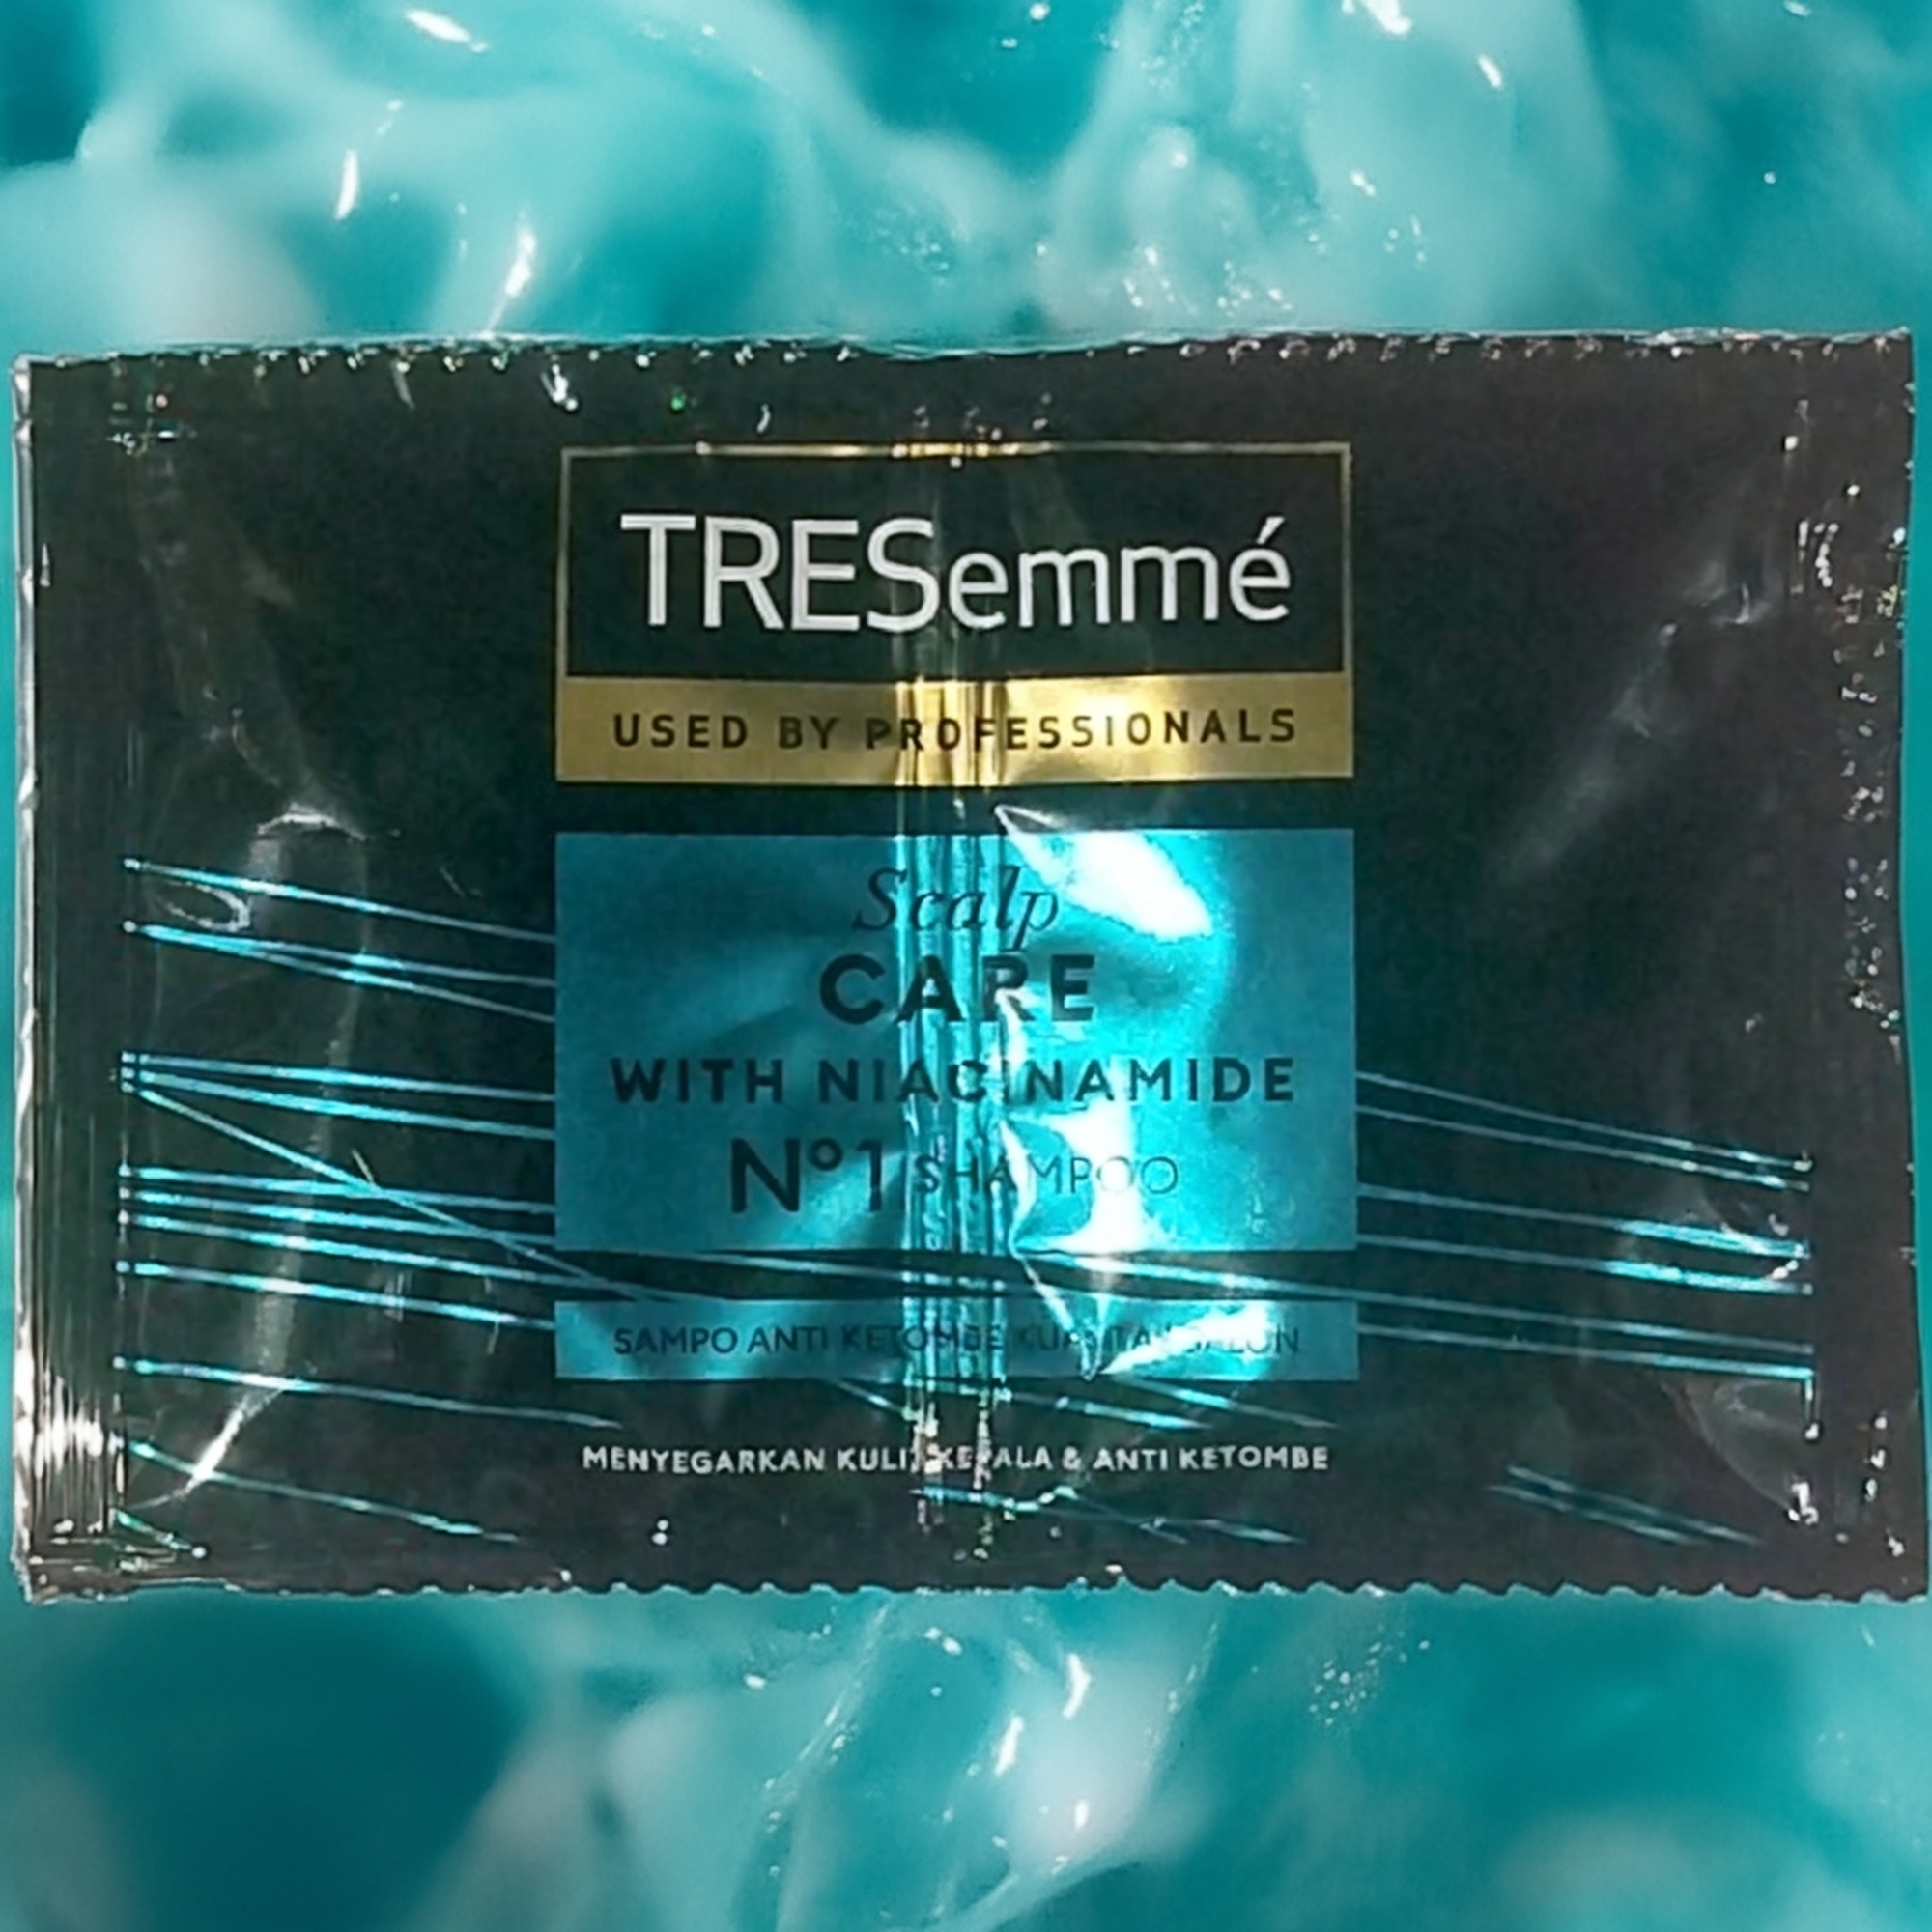 TRESemmé
USED BY PROFESSIONALS
Scalp
CARE
WITH NIACINAMIDE
Nº1 SHAMPOO
SAMPO ANTI KETOMBE KUALITAS SALON
MENYEGARKAN KULIT KEPALA & ANTI KETOMBE